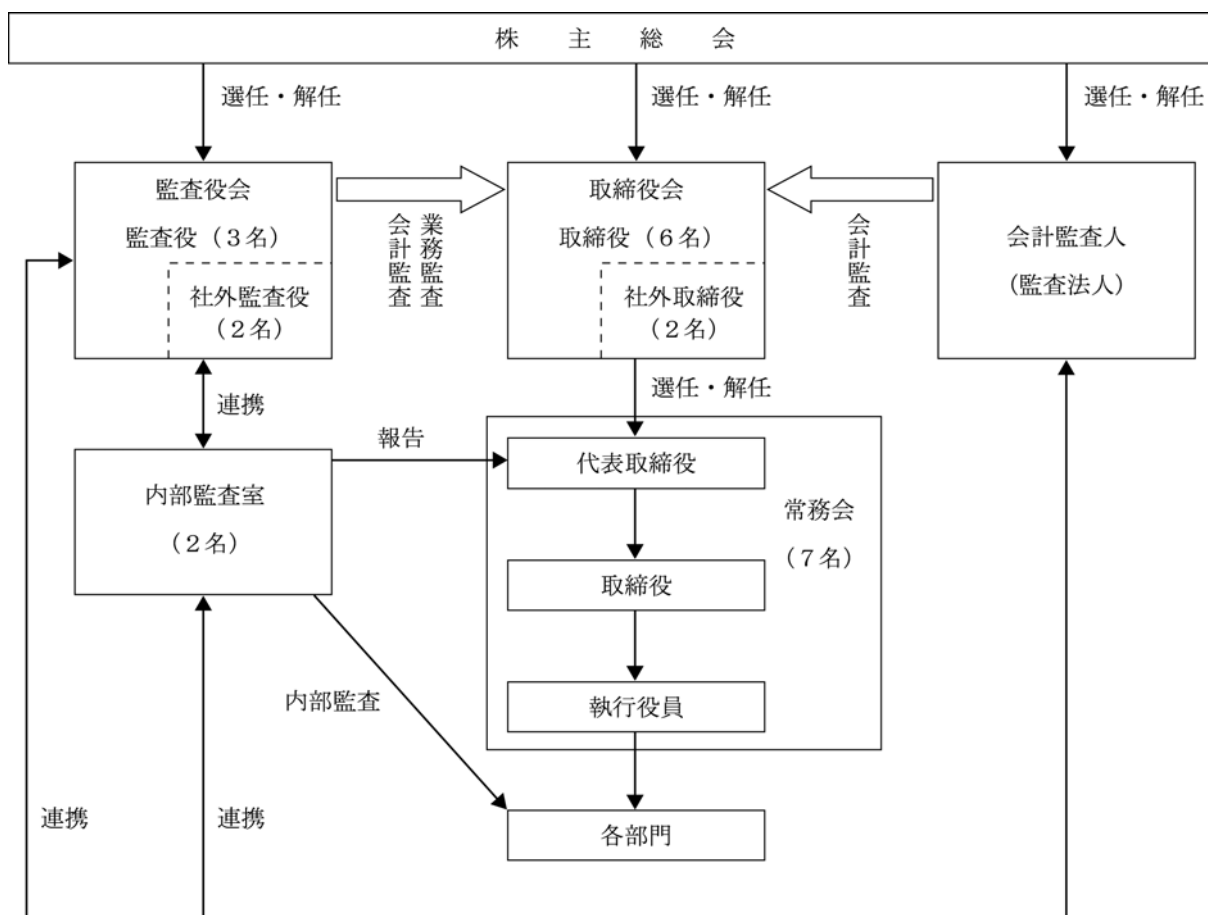 株主総会
選任・解任
選任・解任
選任・解任
監査役会
監査役（３名）
社外監査役
（２名）
業務監査
会計監査
取締役会
取締役（６名）
社外取締役
（２名）
会計監査
会計監査人
（監査法人）
連携
選任・解任
報告
内部監査室
（２名）
代表取締役
常務会
（７名）
取締役
執行役員
内部監査
連携
連携
各部門